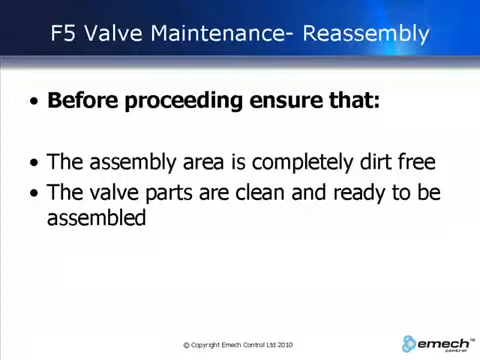 F5 Valve Maintenance- Reassembly
• Before proceeding ensure that:
• The assembly area is completely dirt free
• The valve parts are clean and ready to be
assembled
© Copyright Emech Control Ltd 2010
emech™
control